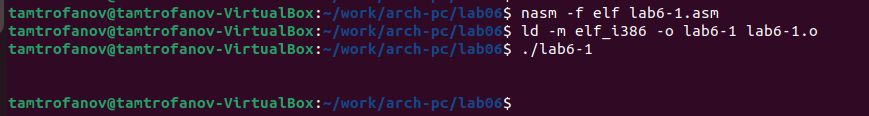 tamtrofanov@tamtrofanov-VirtualBox:~/work/arch-pc/lab06$ nasm -f elf lab6-1.asm
tamtrofanov@tamtrofanov-VirtualBox:~/work/arch-pc/lab06$ ld -m elf_i386 -o lab6-1 lab6-1.o
tamtrofanov@tamtrofanov-VirtualBox:~/work/arch-pc/lab06$ ./lab6-1
tamtrofanov@tamtrofanov-VirtualBox:~/work/arch-pc/lab06$